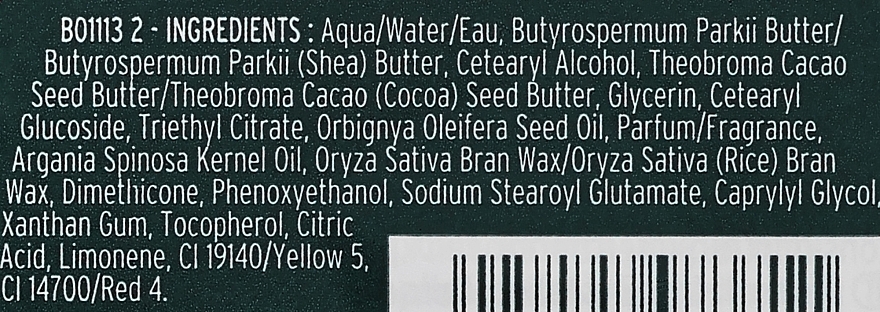 B01113 2 - INGREDIENTS : Aqua/Water/Eau, Butyrospermum Parkii Butter/
Butyrospermum Parkii (Shea) Butter, Cetearyl Alcohol, Theobroma Cacao
Seed Butter/Theobroma Cacao (Cocoa) Seed Butter, Glycerin, Cetearyl
Glucoside, Triethyl Citrate, Orbignya Oleifera Seed Oil, Parfum/Fragrance,
Argania Spinosa Kernel Oil, Oryza Sativa Bran Wax/Oryza Sativa (Rice) Bran
Wax, Dimethicone, Phenoxyethanol, Sodium Stearoyl Glutamate, Caprylyl Glycol,
Xanthan Gum, Tocopherol, Citric
Acid, Limonene, CI 19140/Yellow 5,
CI 14700/Red 4.